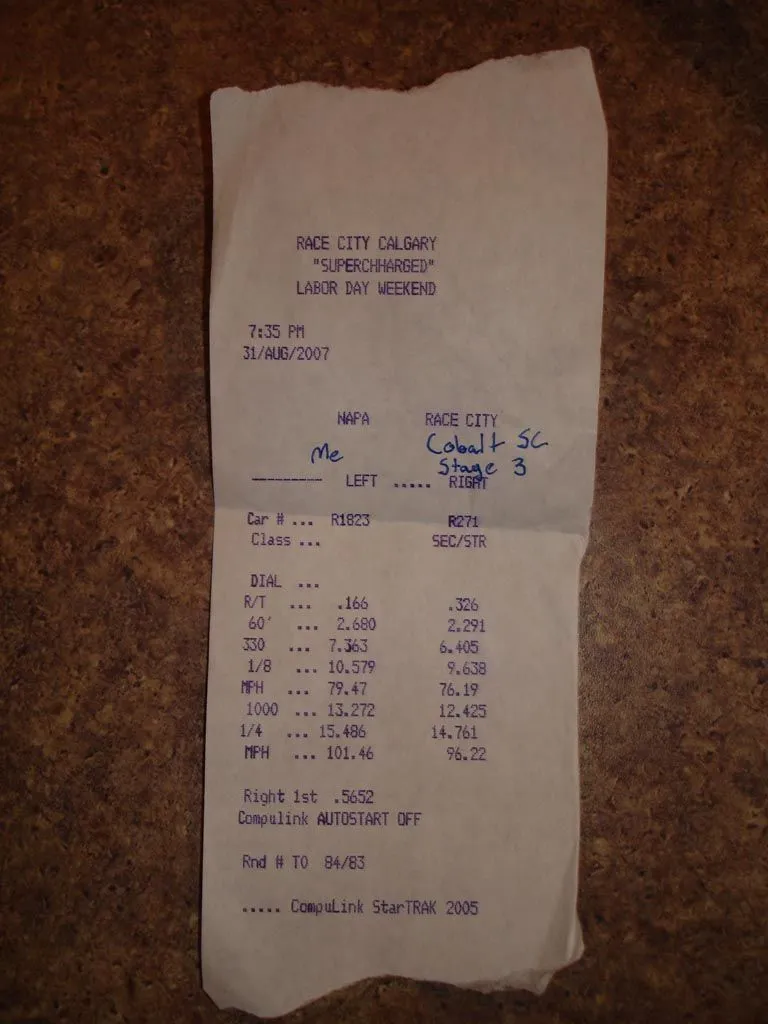 RACE CITY CALGARY
"SUPERCHHARGED"
LABOR DAY WEEKEND
7:35 PM
31/AUG/2007
NAPA RACE CITY
Me Cobalt SC
Stage 3
--------- LEFT ..... RIGHT
Car # ... R1823 R271
Class ... SEC/STR
DIAL ...
R/T ... .166 .326
60' ... 2.680 2.291
330 ... 7.363 6.405
1/8 ... 10.579 9.638
MPH ... 79.47 76.19
1000 ... 13.272 12.425
1/4 ... 15.486 14.761
MPH ... 101.46 96.22
Right 1st .5652
Compulink AUTOSTART OFF
Rnd # TO 84/83
..... CompuLink StarTRAK 2005